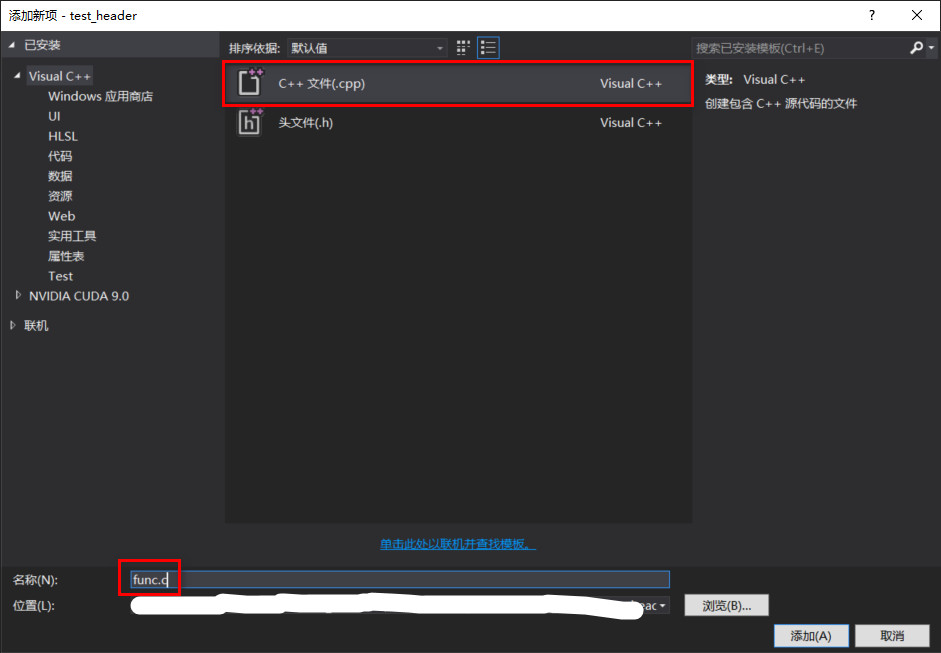 添加新项 - test_header
已安装
排序依据: 默认值
搜索已安装模板(Ctrl+E)
Visual C++
Windows 应用商店
UI
HLSL
代码
数据
资源
Web
实用工具
属性表
Test
NVIDIA CUDA 9.0
联机
C++ 文件(.cpp) Visual C++
头文件(.h) Visual C++
类型: Visual C++
创建包含 C++ 源代码的文件
单击此处以联机并查找模板。
名称(N): func.c
位置(L):
浏览(B)...
添加(A) 取消